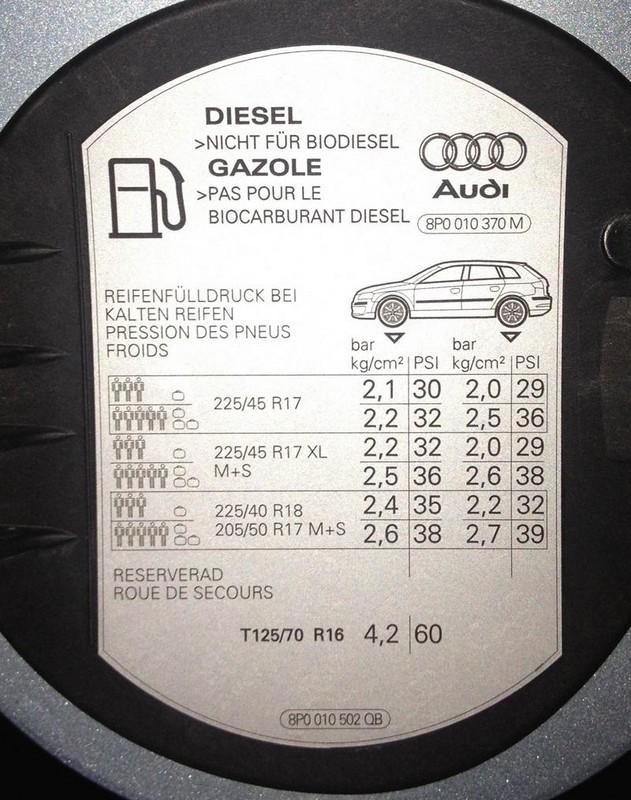 DIESEL
>NICHT FÜR BIODIESEL
GAZOLE
>PAS POUR LE
BIOCARBURANT DIESEL
Audi
8P0 010 370 M
REIFENFÜLLDRUCK BEI
KALTEN REIFEN
PRESSION DES PNEUS
FROIDS
bar bar
kg/cm² PSI kg/cm² PSI
225/45 R17
2,1 30 2,0 29
2,2 32 2,5 36
225/45 R17 XL
M+S
2,2 32 2,0 29
2,5 36 2,6 38
225/40 R18
205/50 R17 M+S
2,4 35 2,2 32
2,6 38 2,7 39
RESERVERAD
ROUE DE SECOURS
T125/70 R16 4,2 60
8P0 010 502 QB